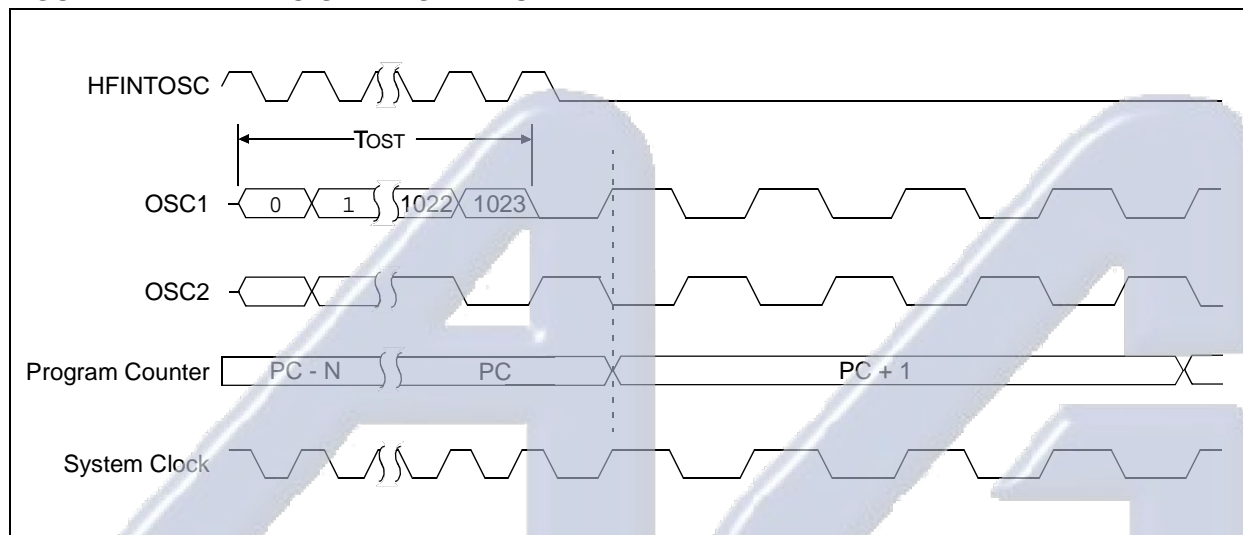 HFINTOSC
TOST
OSC1 0 1 1022 1023
OSC2
Program Counter PC - N PC PC + 1
System Clock